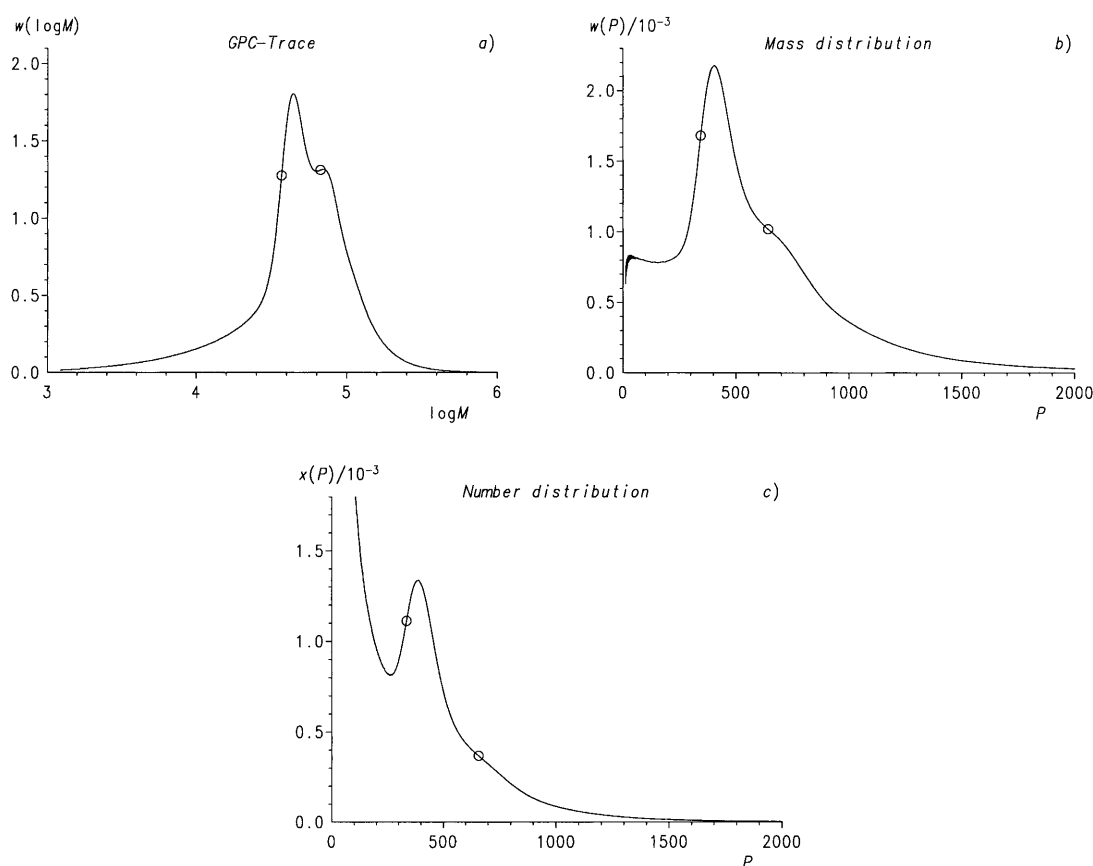 w(logM)
GPC-Trace
a)
2.0
1.5
1.0
0.5
0.0
3 4 5 6
logM
w(P)/10⁻³
Mass distribution
b)
2.0
1.5
1.0
0.5
0.0
0 500 1000 1500 2000
P
x(P)/10⁻³
Number distribution
c)
1.5
1.0
0.5
0.0
0 500 1000 1500 2000
P